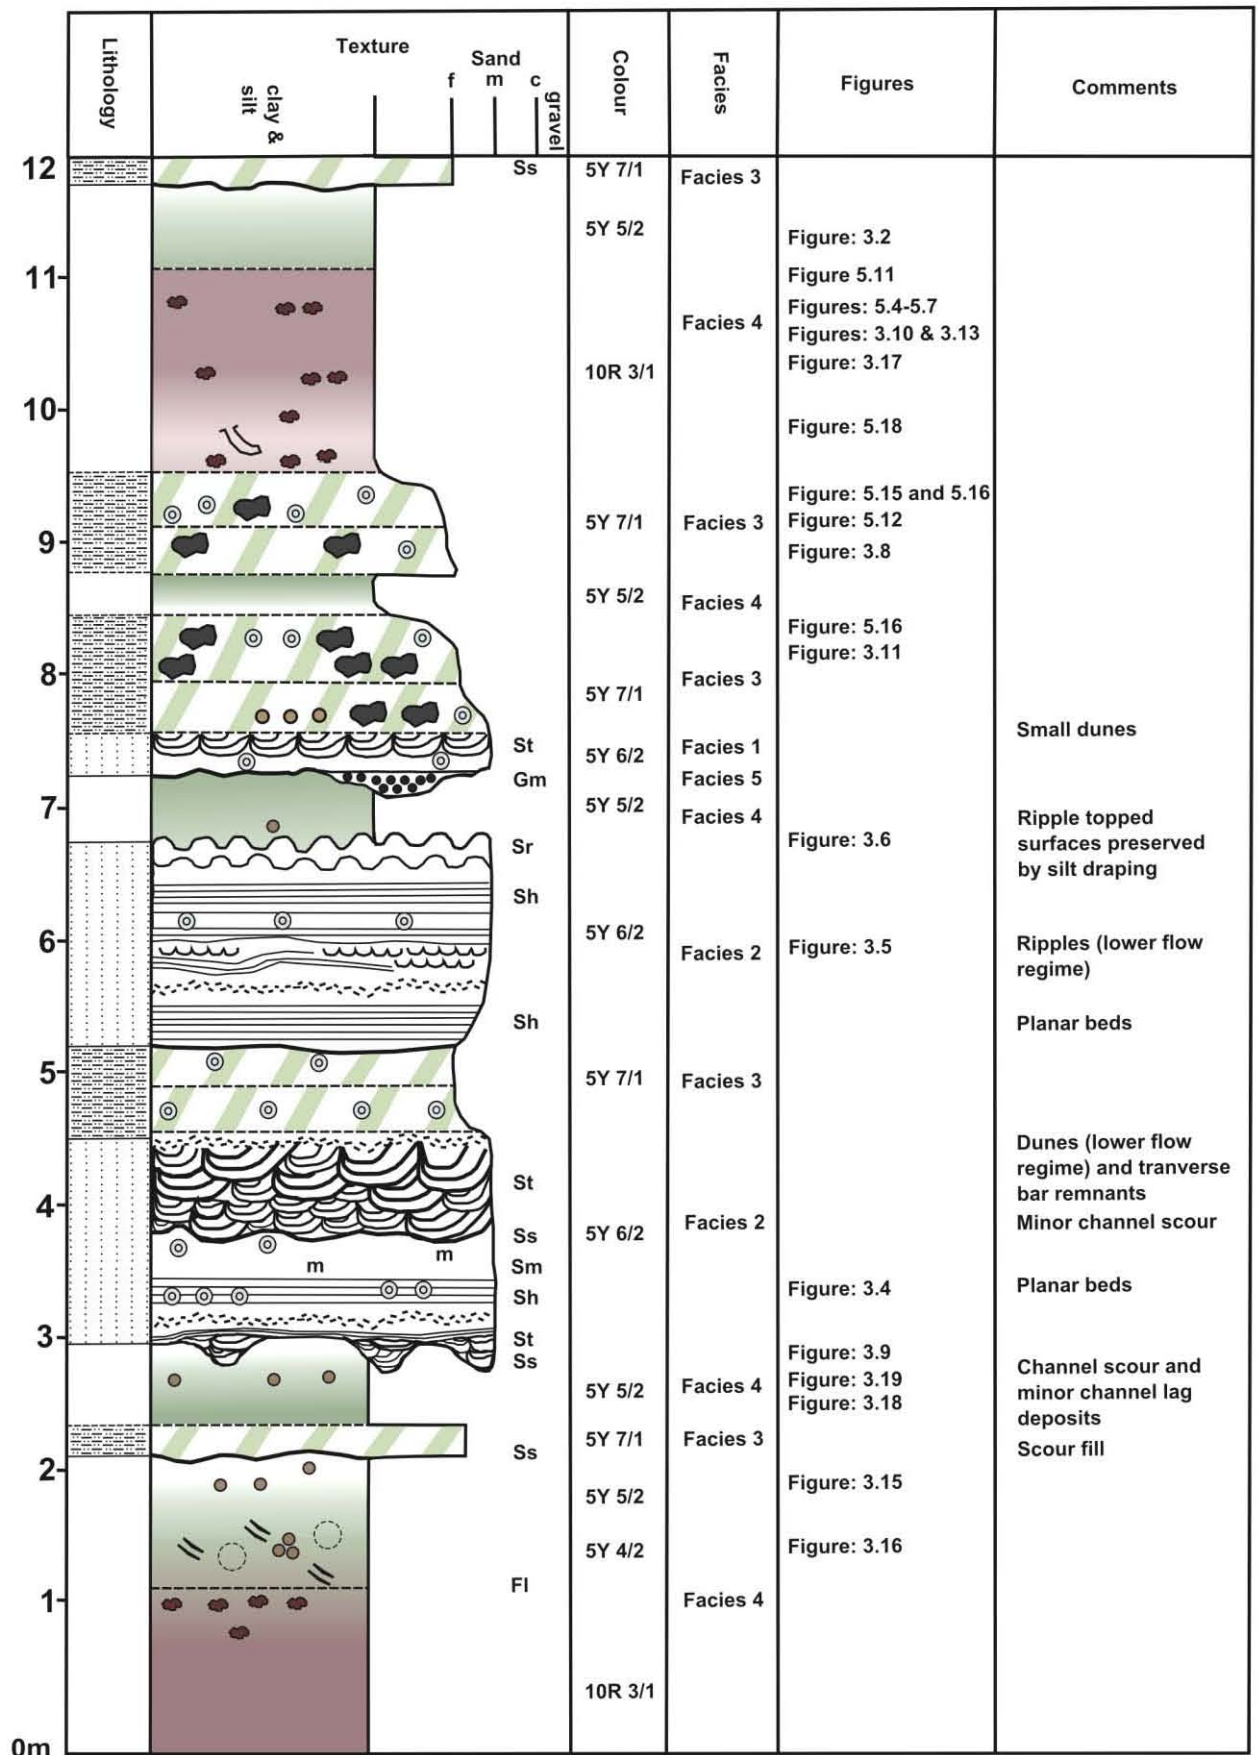 Lithology
Texture
clay &
silt
Sand
f m c
gravel
Colour
Facies
Figures
Comments
12
Ss
5Y 7/1
Facies 3
5Y 5/2
Figure: 3.2
11
Figure 5.11
Figures: 5.4-5.7
Facies 4
Figures: 3.10 & 3.13
Figure: 3.17
10R 3/1
10
Figure: 5.18
Figure: 5.15 and 5.16
5Y 7/1
Facies 3
Figure: 5.12
9
Figure: 3.8
5Y 5/2
Facies 4
Figure: 5.16
Figure: 3.11
8
Facies 3
5Y 7/1
Small dunes
St
5Y 6/2
Facies 1
Gm
Facies 5
7
5Y 5/2
Facies 4
Ripple topped
surfaces preserved
by silt draping
Sr
Figure: 3.6
Sh
6
5Y 6/2
Facies 2
Figure: 3.5
Ripples (lower flow
regime)
Sh
Planar beds
5
5Y 7/1
Facies 3
Dunes (lower flow
regime) and tranverse
bar remnants
St
4
Minor channel scour
Ss
5Y 6/2
Facies 2
m
m
Sm
Sh
Figure: 3.4
Planar beds
3
St
Ss
Figure: 3.9
Figure: 3.19
Figure: 3.18
5Y 5/2
Facies 4
Channel scour and
minor channel lag
deposits
5Y 7/1
Facies 3
Ss
Scour fill
2
Figure: 3.15
5Y 5/2
5Y 4/2
Figure: 3.16
Fl
1
Facies 4
10R 3/1
0m